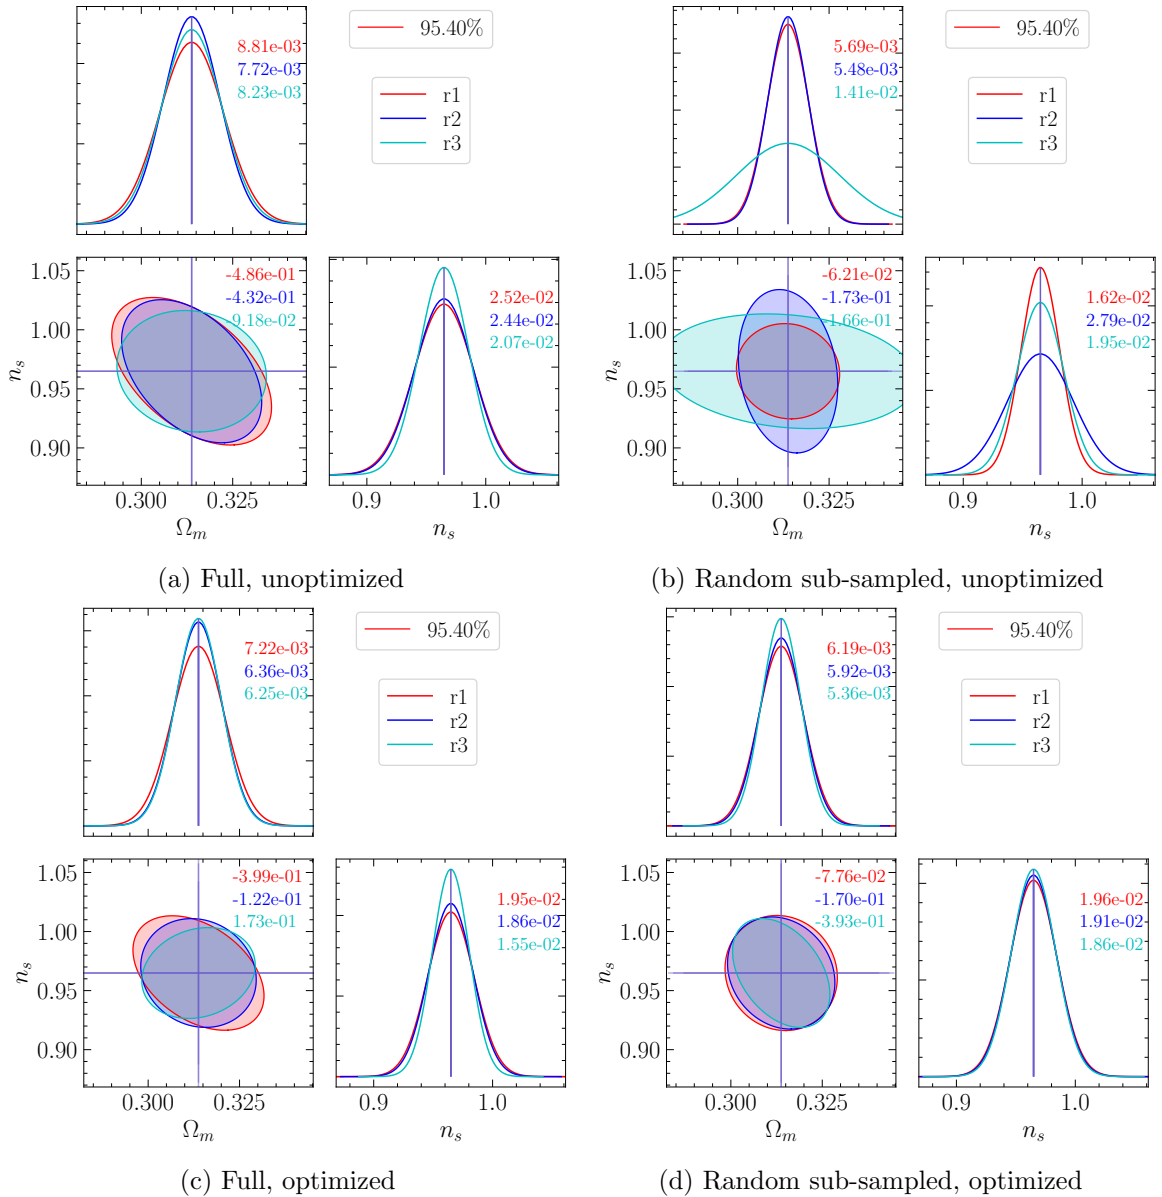 95.40%
r1
r2
r3
8.81e-03
7.72e-03
8.23e-03
1.05
1.00
0.95
0.90
n_s
-4.86e-01
-4.32e-01
-9.18e-02
2.52e-02
2.44e-02
2.07e-02
0.300 0.325
Ω_m
0.9 1.0
n_s
(a) Full, unoptimized
95.40%
r1
r2
r3
5.69e-03
5.48e-03
1.41e-02
1.05
1.00
0.95
0.90
n_s
-6.21e-02
-1.73e-01
-1.66e-01
1.62e-02
2.79e-02
1.95e-02
0.300 0.325
Ω_m
0.9 1.0
n_s
(b) Random sub-sampled, unoptimized
95.40%
r1
r2
r3
7.22e-03
6.36e-03
6.25e-03
1.05
1.00
0.95
0.90
n_s
-3.99e-01
-1.22e-01
1.73e-01
1.95e-02
1.86e-02
1.55e-02
0.300 0.325
Ω_m
0.9 1.0
n_s
(c) Full, optimized
95.40%
r1
r2
r3
6.19e-03
5.92e-03
5.36e-03
1.05
1.00
0.95
0.90
n_s
-7.76e-02
-1.70e-01
-3.93e-01
1.96e-02
1.91e-02
1.86e-02
0.300 0.325
Ω_m
0.9 1.0
n_s
(d) Random sub-sampled, optimized